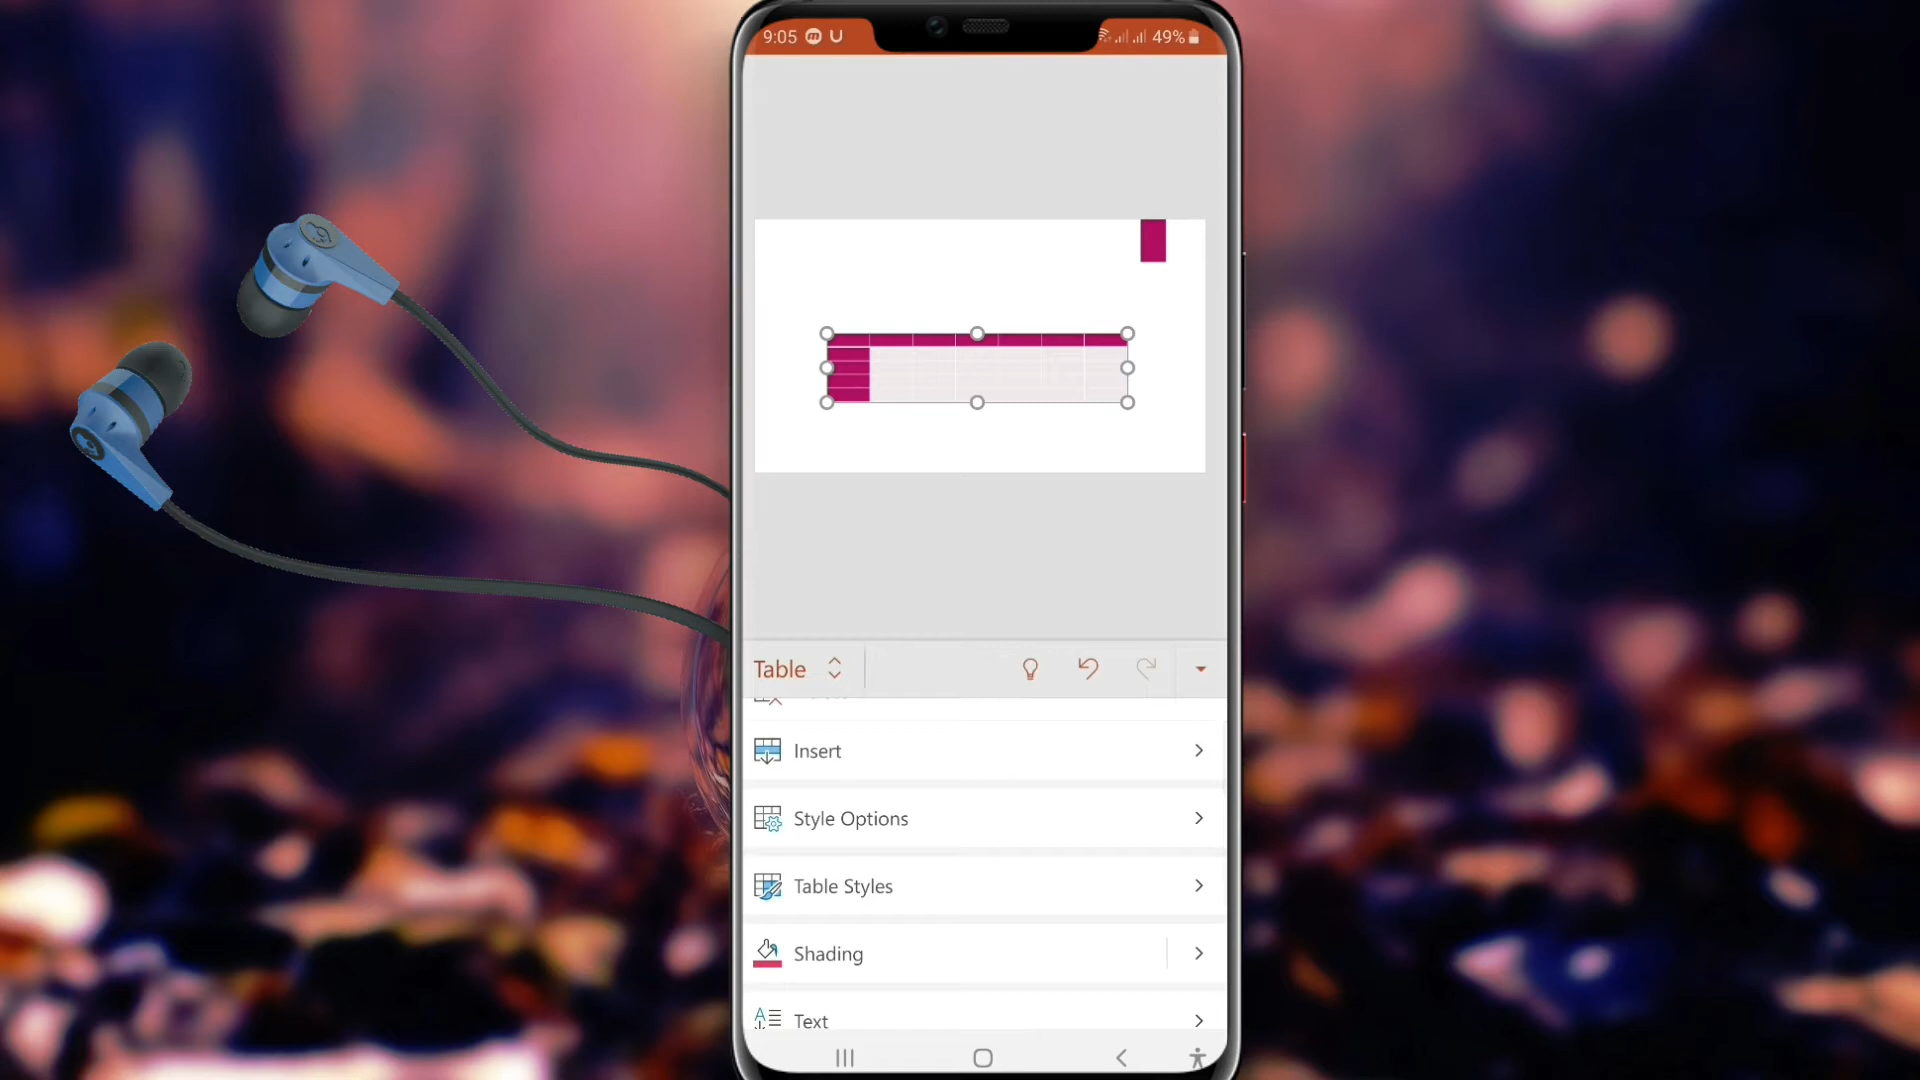 9:05
49%
Table
Insert
Style Options
Table Styles
Shading
Text